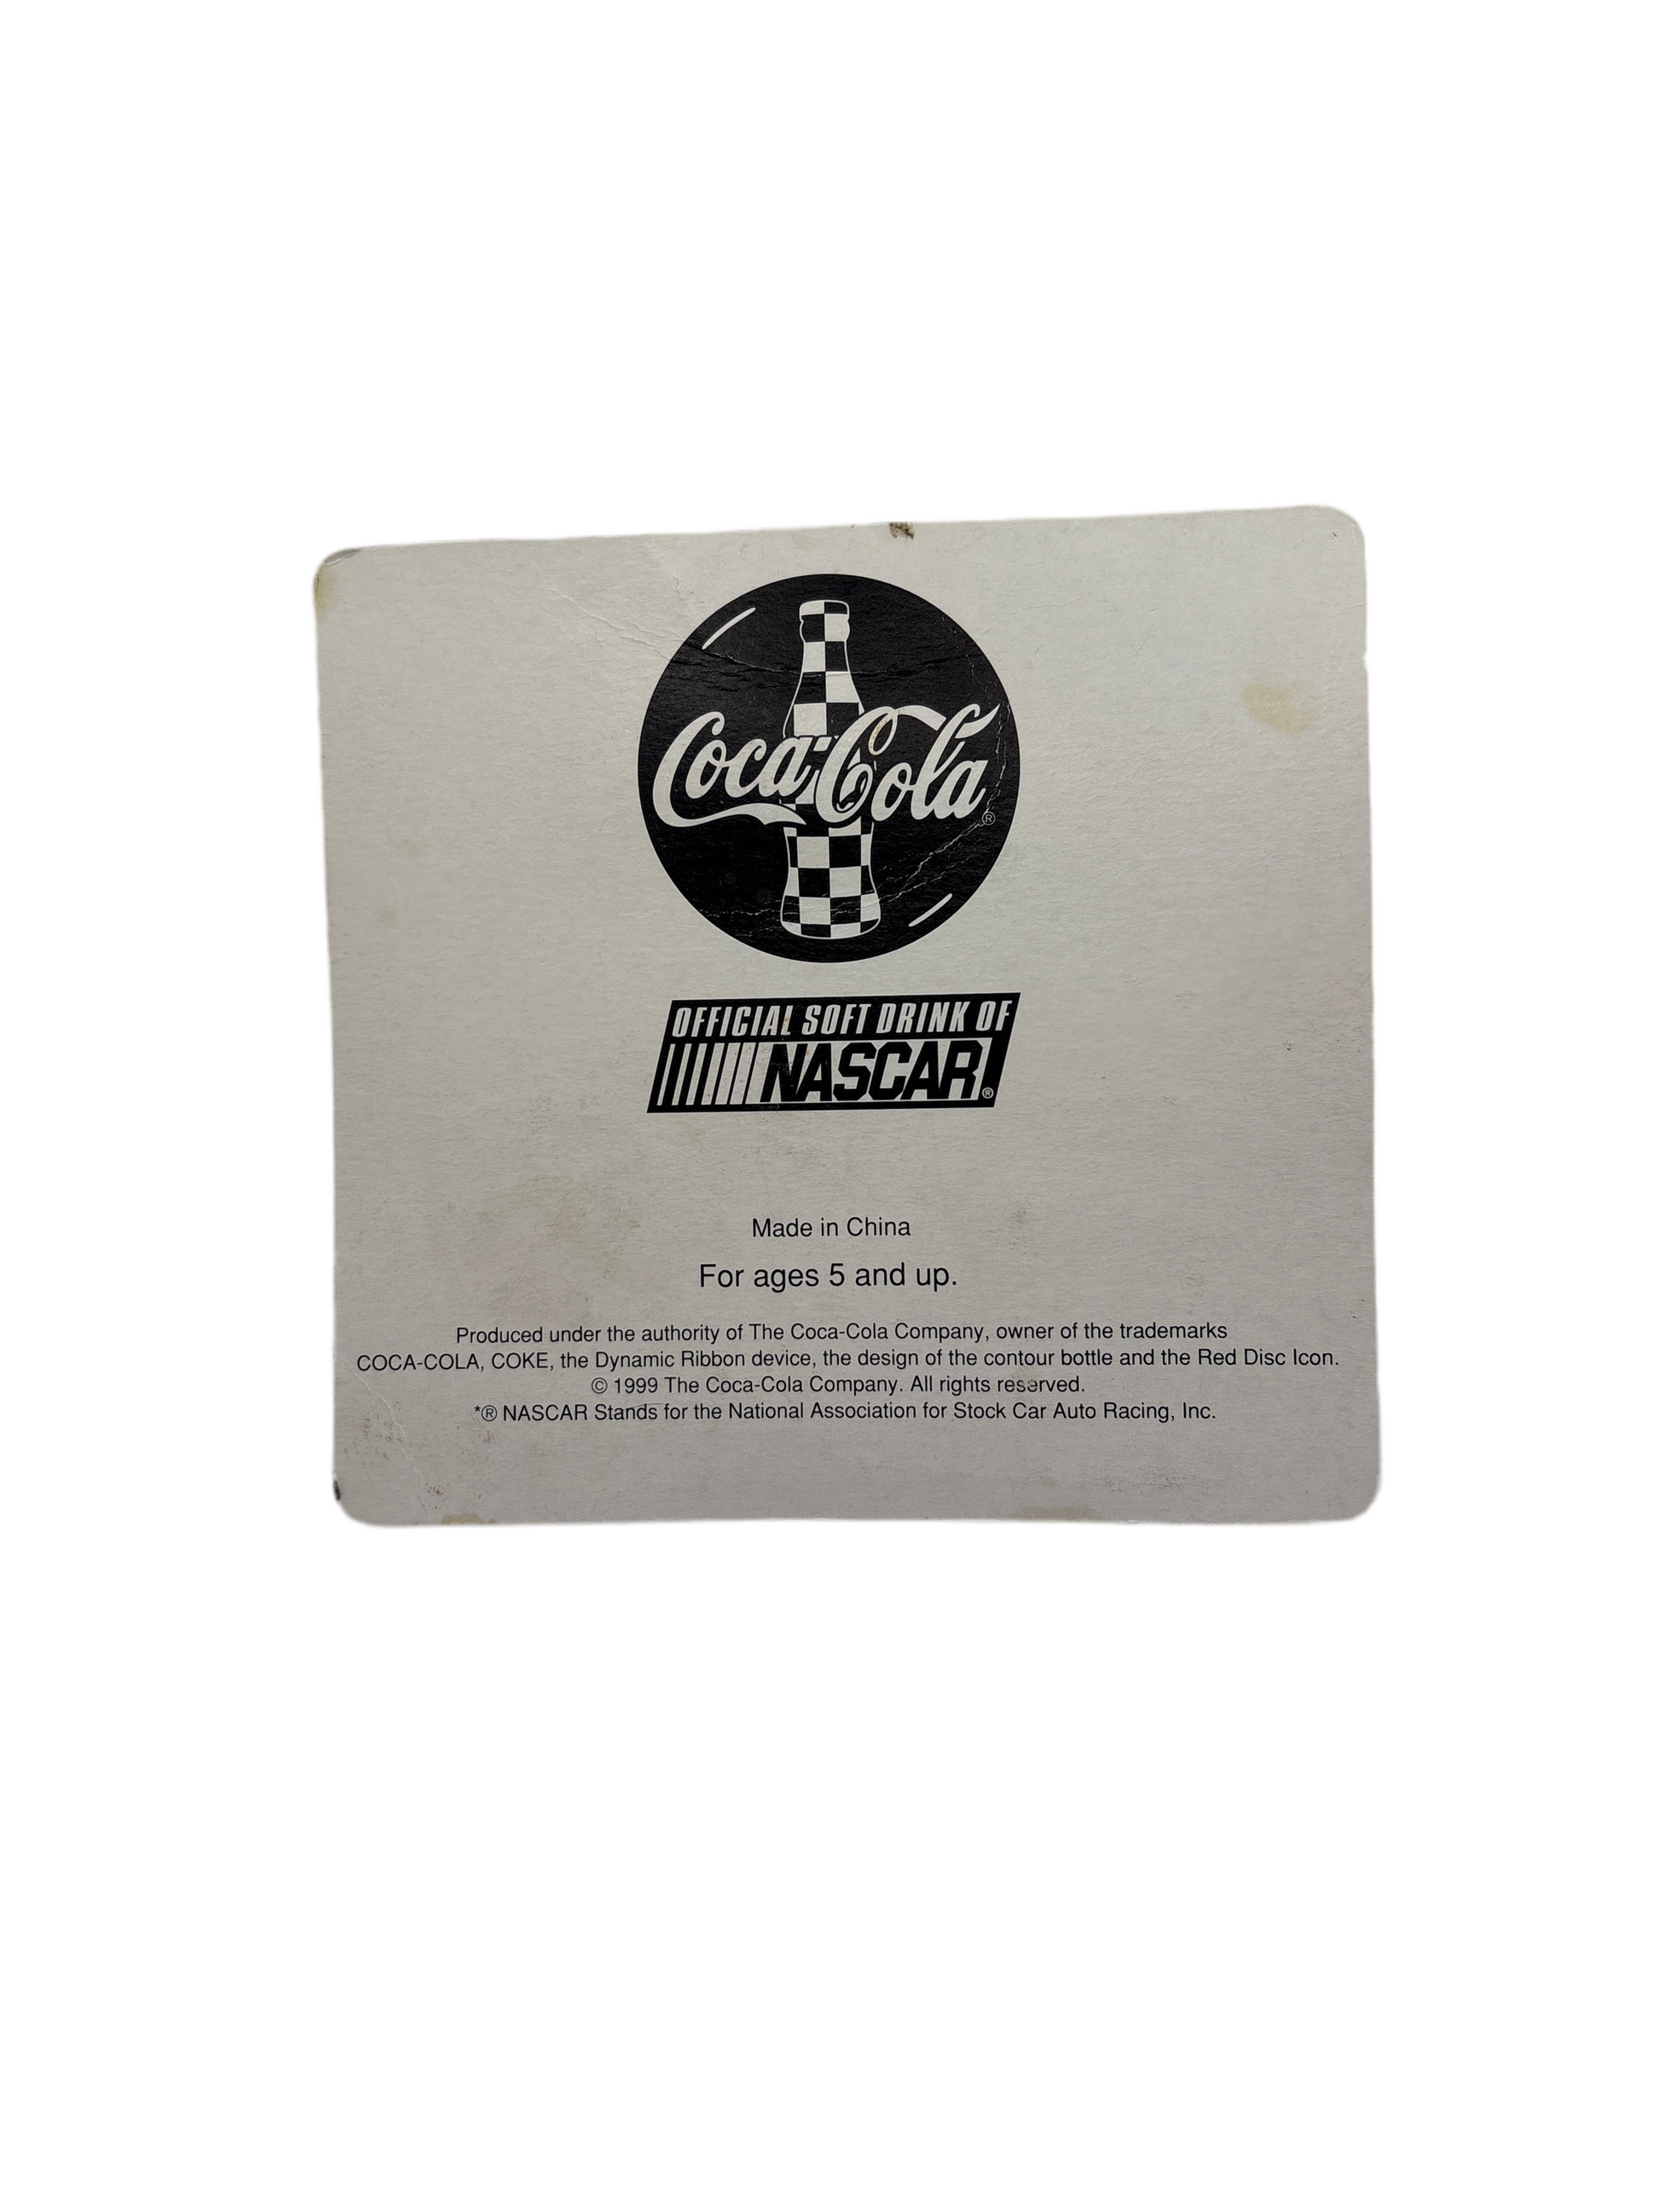 Coca-Cola ®
OFFICIAL SOFT DRINK OF
NASCAR ®
Made in China
For ages 5 and up.
Produced under the authority of The Coca-Cola Company, owner of the trademarks
COCA-COLA, COKE, the Dynamic Ribbon device, the design of the contour bottle and the Red Disc Icon.
© 1999 The Coca-Cola Company. All rights reserved.
*® NASCAR Stands for the National Association for Stock Car Auto Racing, Inc.